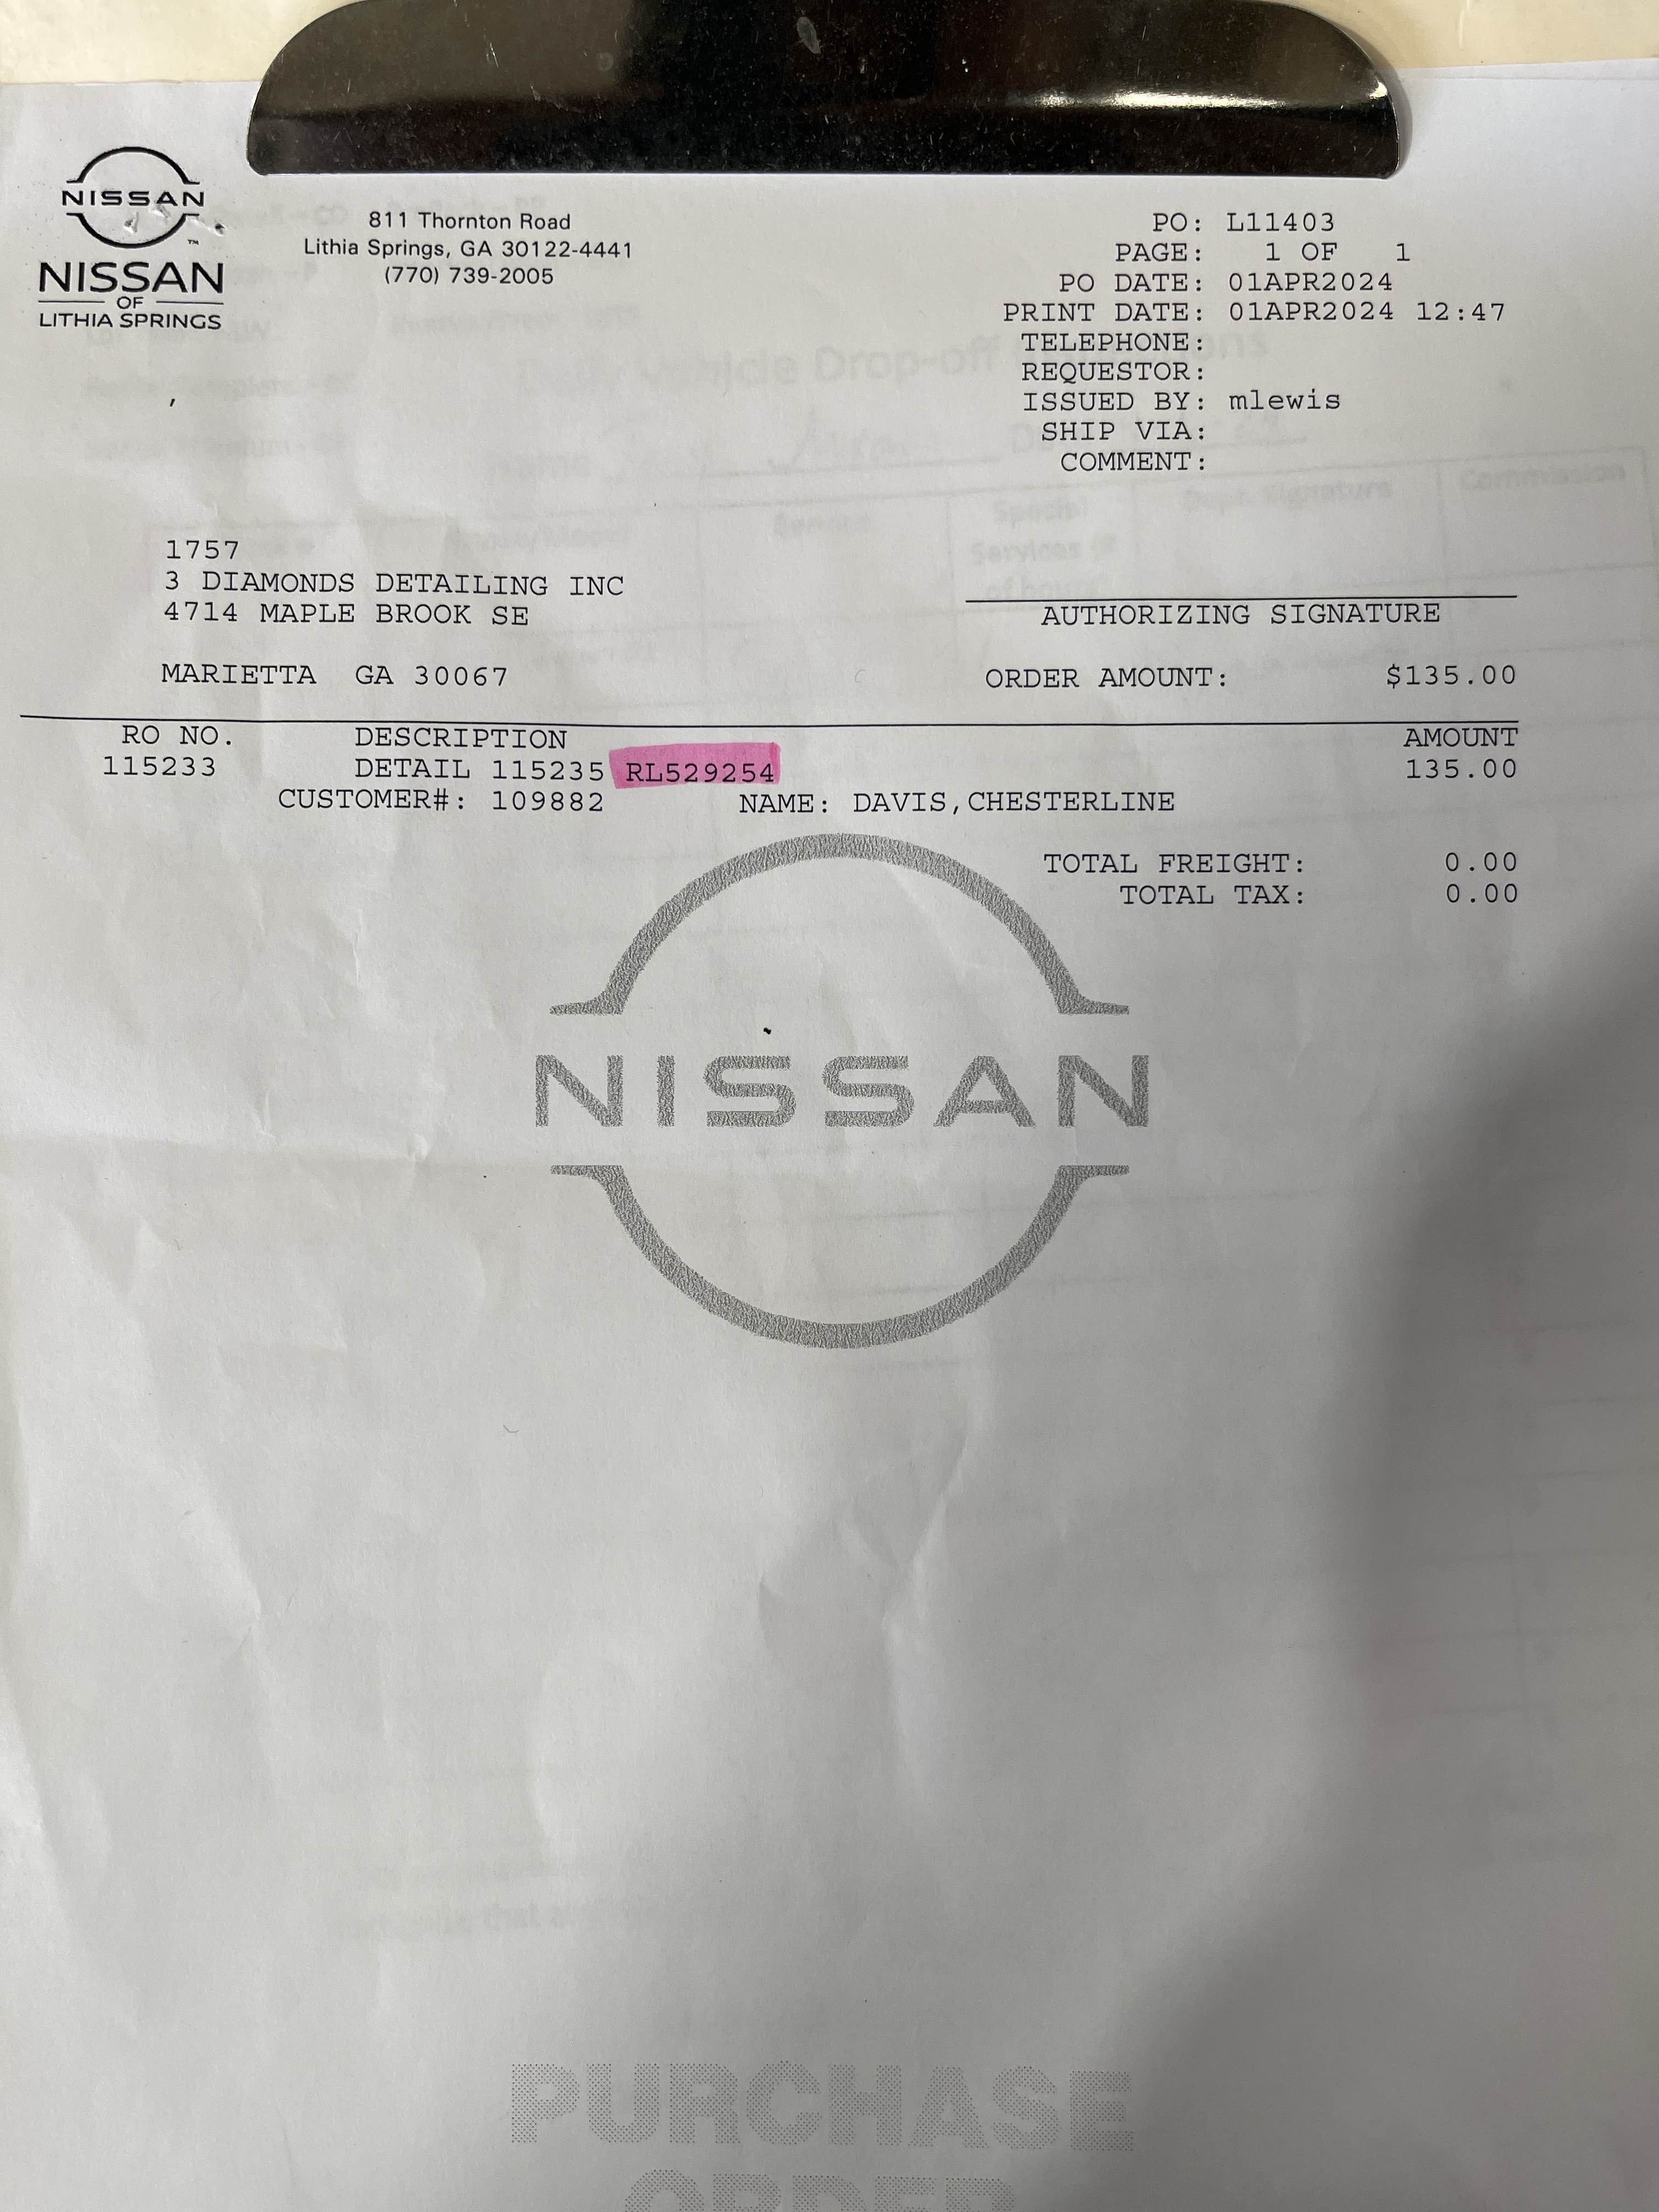 NISSAN
NISSAN
OF
LITHIA SPRINGS
811 Thornton Road
Lithia Springs, GA 30122-4441
(770) 739-2005
PO: L11403
PAGE: 1 OF 1
PO DATE: 01APR2024
PRINT DATE: 01APR2024 12:47
TELEPHONE:
REQUESTOR:
ISSUED BY: mlewis
SHIP VIA:
COMMENT:
,
1757
3 DIAMONDS DETAILING INC
4714 MAPLE BROOK SE
MARIETTA GA 30067
AUTHORIZING SIGNATURE
ORDER AMOUNT: $135.00
RO NO. DESCRIPTION AMOUNT
115233 DETAIL 115235 RL529254 135.00
CUSTOMER#: 109882 NAME: DAVIS,CHESTERLINE
TOTAL FREIGHT: 0.00
TOTAL TAX: 0.00
NISSAN
PURCHASE
ORDER